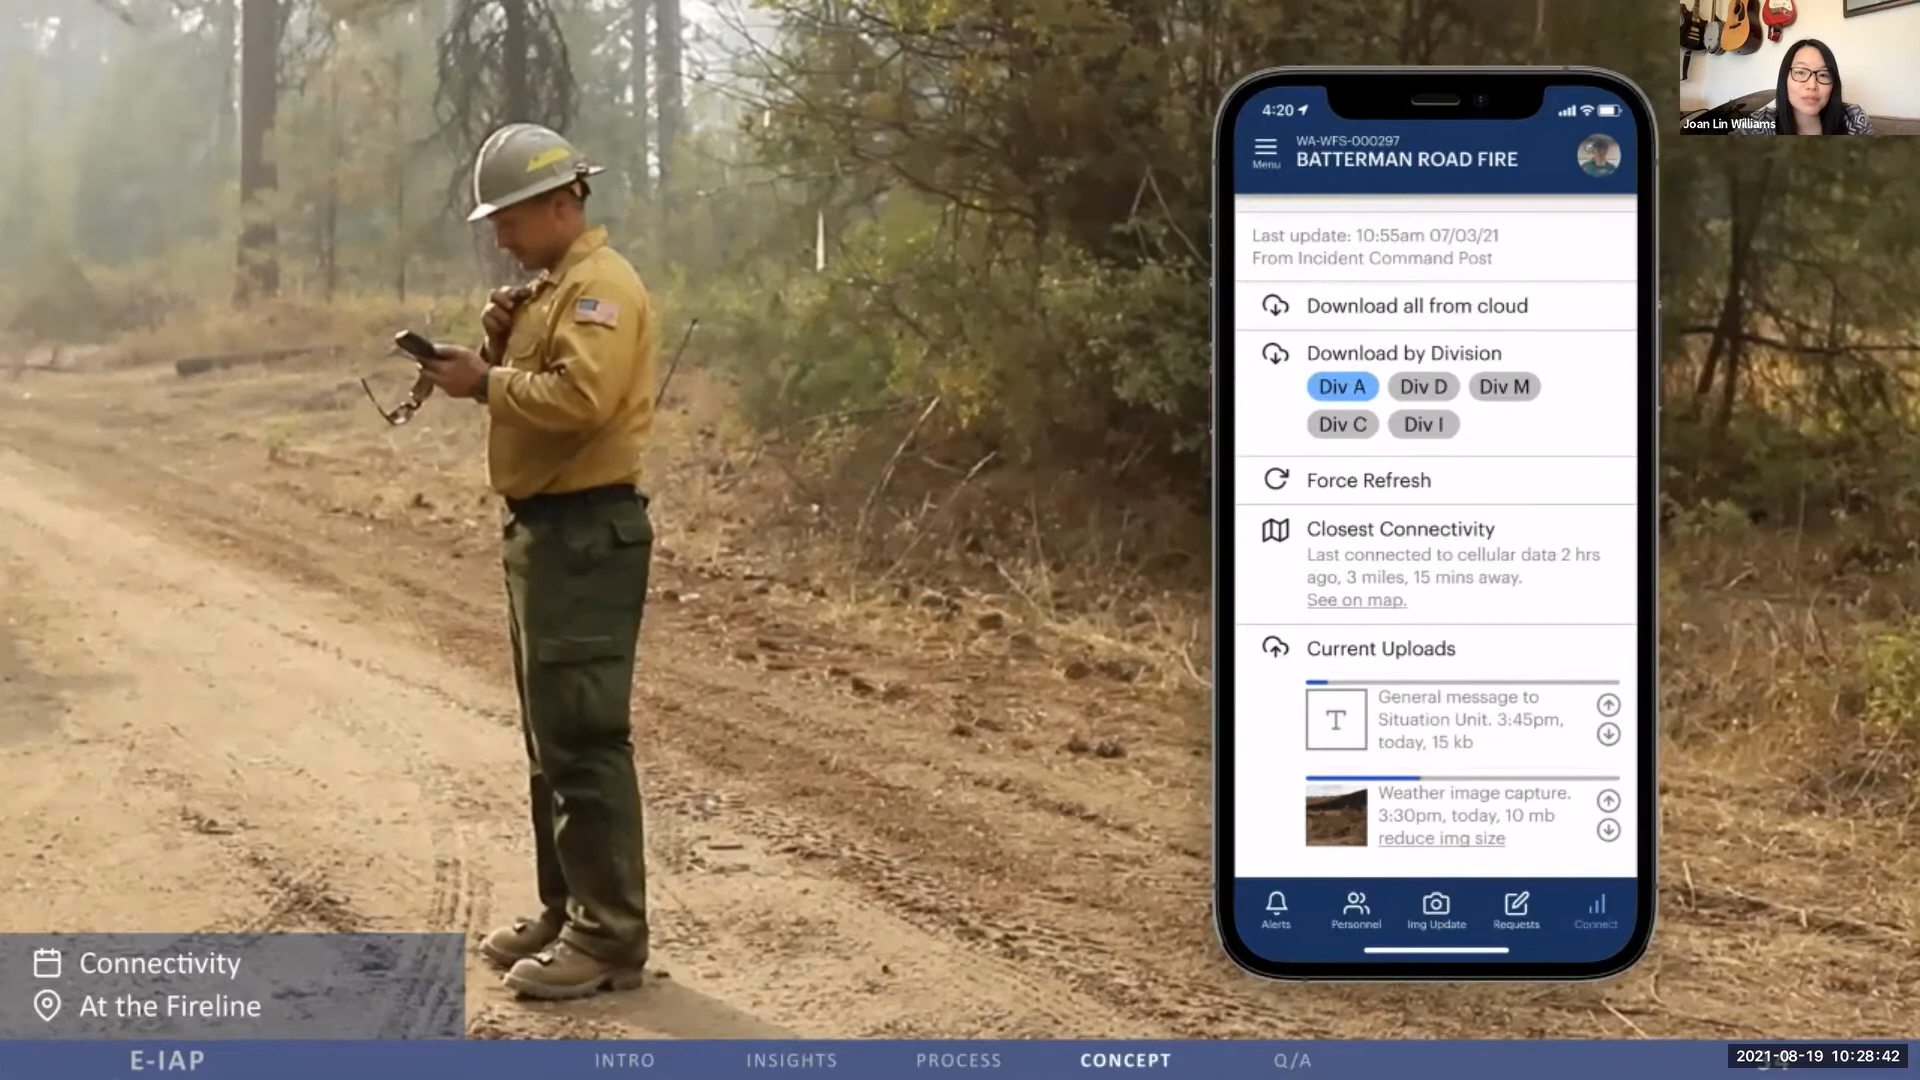 Joan Lin Williams
4:20
Menu
WA-WFS-000297
BATTERMAN ROAD FIRE
Last update: 10:55am 07/03/21
From Incident Command Post
Download all from cloud
Download by Division
Div A
Div D
Div M
Div C
Div I
Force Refresh
Closest Connectivity
Last connected to cellular data 2 hrs
ago, 3 miles, 15 mins away.
See on map.
Current Uploads
T
General message to
Situation Unit. 3:45pm,
today, 15 kb
Weather image capture.
3:30pm, today, 10 mb
reduce img size
Alerts
Personnel
Img Update
Requests
Connect
Connectivity
At the Fireline
E-IAP
INTRO
INSIGHTS
PROCESS
CONCEPT
Q/A
2021-08-19 10:28:42